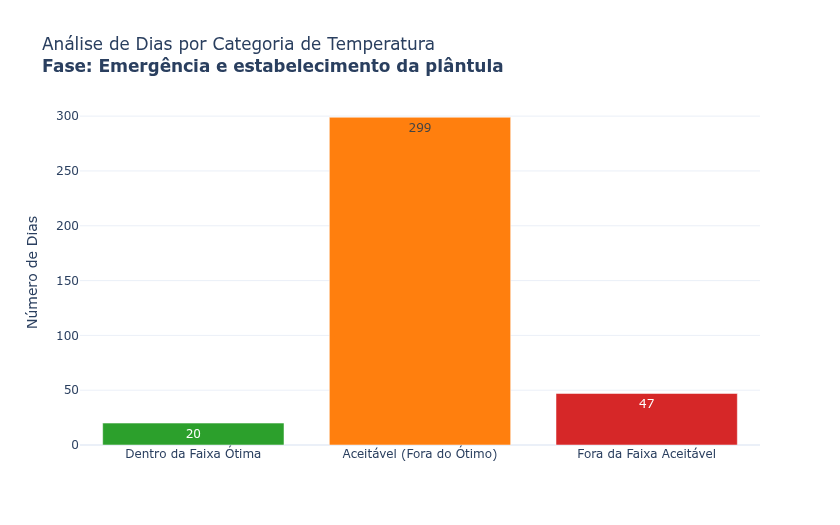 Análise de Dias por Categoria de Temperatura
Fase: Emergência e estabelecimento da plântula
Número de Dias
300
250
200
150
100
50
0
20
299
47
Dentro da Faixa Ótima
Aceitável (Fora do Ótimo)
Fora da Faixa Aceitável